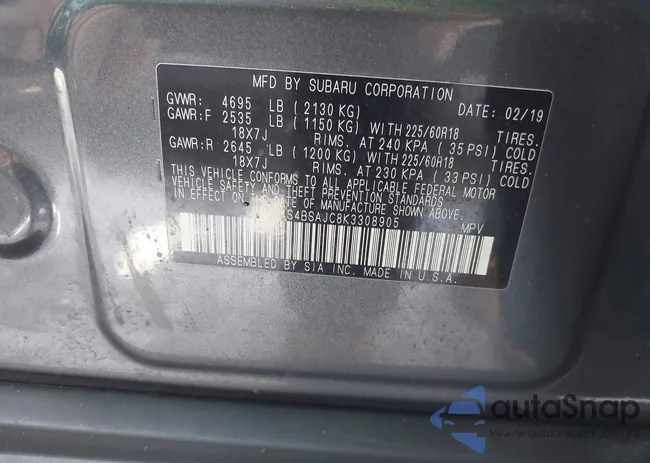 MFD BY SUBARU CORPORATION
GVWR: 4695 LB ( 2130 KG) DATE: 02/19
GAWR:F 2535 LB ( 1150 KG) WITH 225/60R18 TIRES.
18X7J RIMS. AT 240 KPA ( 35 PSI) COLD
GAWR:R 2645 LB ( 1200 KG) WITH 225/60R18 TIRES.
18X7J RIMS. AT 230 KPA ( 33 PSI) COLD
THIS VEHICLE CONFORMS TO ALL APPLICABLE FEDERAL MOTOR
VEHICLE SAFETY AND THEFT PREVENTION STANDARDS IN EFFECT
ON THE DATE OF MANUFACTURE SHOWN ABOVE.
S4BSAJC8K3308905 MPV
ASSEMBLED BY SIA INC. MADE IN U.S.A.
autoSnap
Pewne auto z